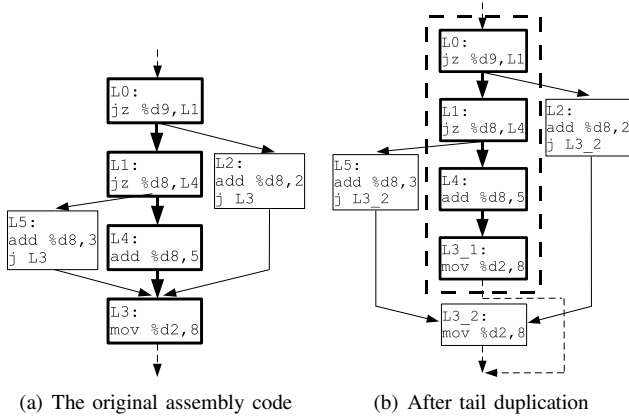 L0:
jz %d9,L1
L1:
jz %d8,L4
L2:
add %d8,2
j L3
L5:
add %d8,3
j L3
L4:
add %d8,5
L3:
mov %d2,8
(a) The original assembly code
L0:
jz %d9,L1
L1:
jz %d8,L4
L2:
add %d8,2
j L3_2
L5:
add %d8,3
j L3_2
L4:
add %d8,5
L3_1:
mov %d2,8
L3_2:
mov %d2,8
(b) After tail duplication